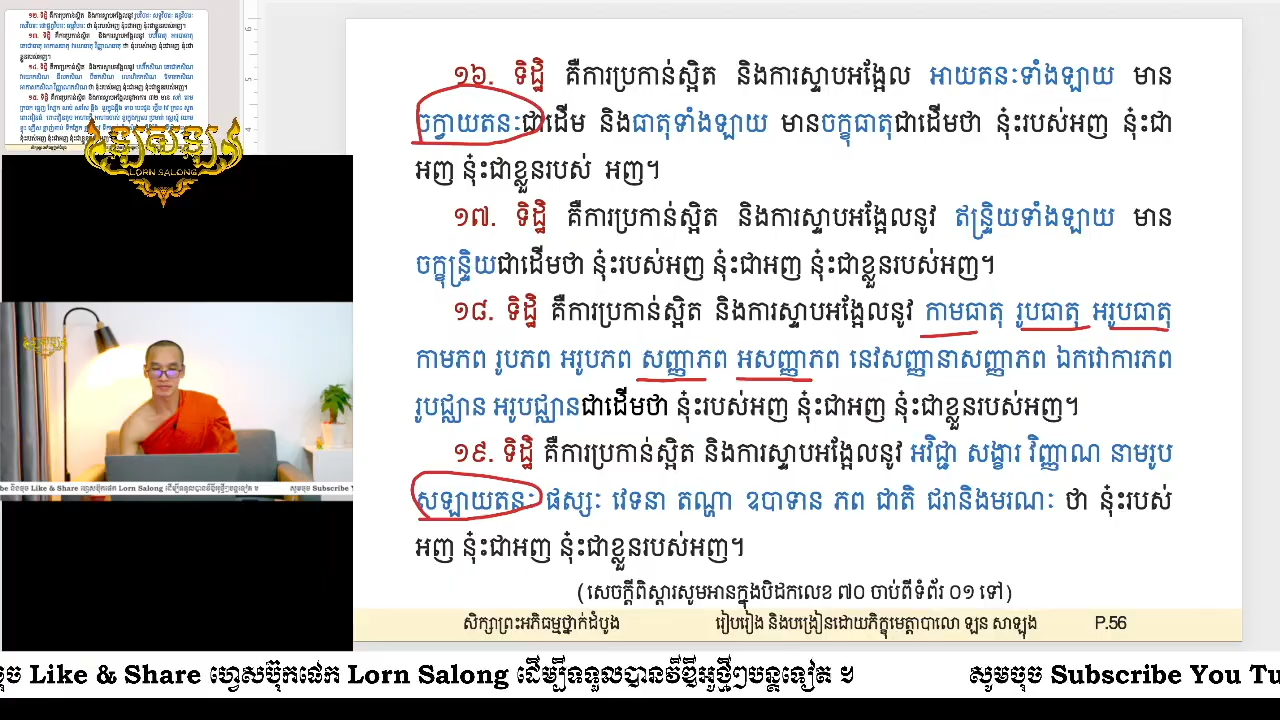 ១៦. ទិដ្ឋិ គឺការប្រកាន់ស្អិត និងការស្ទាបអង្អែល អាយតនៈទាំងឡាយ មាន
ចក្វាយតនៈជាដើម និងធាតុទាំងឡាយ មានចក្ខុធាតុជាដើមថា នុ៎ះរបស់អញ នុ៎ះជា
អញ នុ៎ះជាខ្លួនរបស់ អញ។
១៧. ទិដ្ឋិ គឺការប្រកាន់ស្អិត និងការស្ទាបអង្អែលនូវ ឥន្ទ្រិយទាំងឡាយ មាន
ចក្ខុន្ទ្រិយជាដើមថា នុ៎ះរបស់អញ នុ៎ះជាអញ នុ៎ះជាខ្លួនរបស់អញ។
១៨. ទិដ្ឋិ គឺការប្រកាន់ស្អិត និងការស្ទាបអង្អែលនូវ កាមធាតុ រូបធាតុ អរូបធាតុ
កាមភព រូបភព អរូបភព សញ្ញាភព អសញ្ញាភព នេវសញ្ញានាសញ្ញាភព ឯកវោការភព
រូបជ្ឈាន អរូបជ្ឈានជាដើមថា នុ៎ះរបស់អញ នុ៎ះជាអញ នុ៎ះជាខ្លួនរបស់អញ។
១៩. ទិដ្ឋិ គឺការប្រកាន់ស្អិត និងការស្ទាបអង្អែលនូវ អវិជ្ជា សង្ខារ វិញ្ញាណ នាមរូប
សឡាយតនៈ ផស្សៈ វេទនា តណ្ហា ឧបាទាន ភព ជាតិ ជរានិងមរណៈ ថា នុ៎ះរបស់
អញ នុ៎ះជាអញ នុ៎ះជាខ្លួនរបស់អញ។
(សេចក្តីពិស្តារសូមអានក្នុងបិដកលេខ ៧០ ចាប់ពីទំព័រ ០១ ទៅ)
សិក្សាព្រះអភិធម្មថ្នាក់ដំបូង រៀបរៀង និងបង្រៀនដោយភិក្ខុមេត្តាបាលោ ឡន សាឡុង P.56
LORN SALONG
ចុច Like & Share ហ្វេសប៊ុកផេក Lorn Salong ដើម្បីទទួលបានវីឌីអូថ្មីៗបន្តទៀត ។ សូមចុច Subscribe You Tu